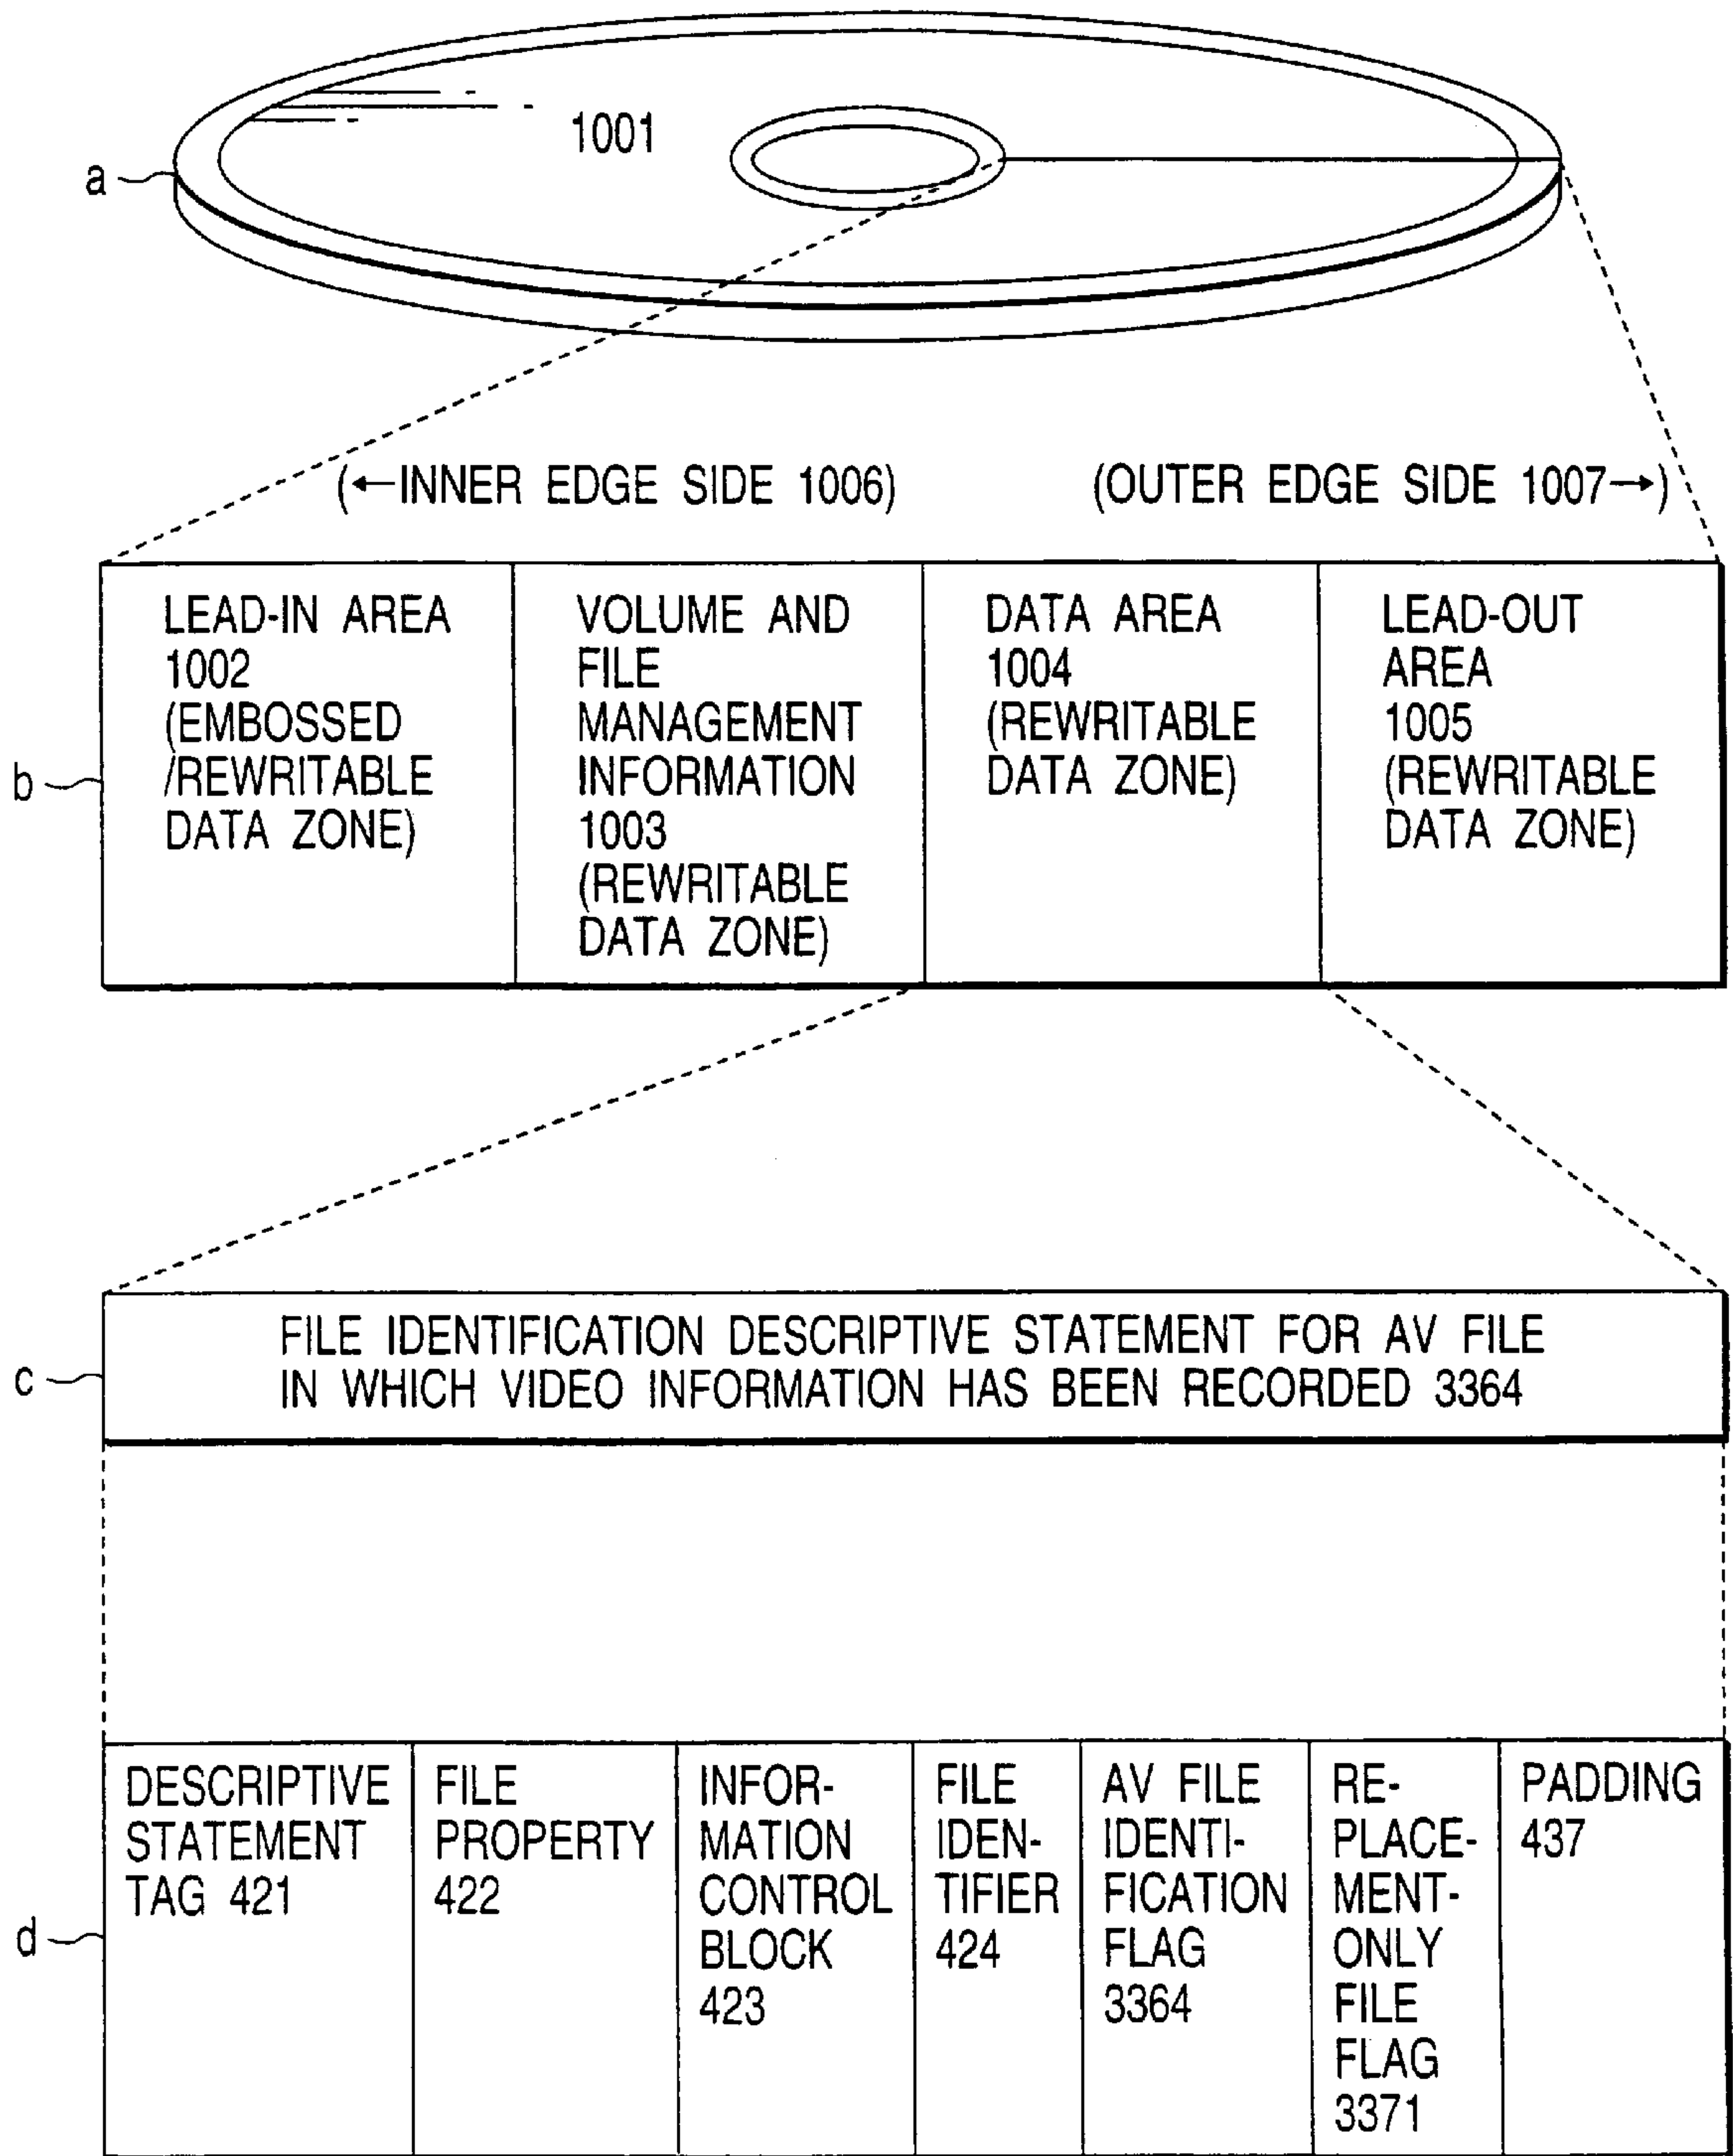 1001
a
(←INNER EDGE SIDE 1006)
(OUTER EDGE SIDE 1007→)
b
LEAD-IN AREA
1002
(EMBOSSED
/REWRITABLE
DATA ZONE)
VOLUME AND
FILE
MANAGEMENT
INFORMATION
1003
(REWRITABLE
DATA ZONE)
DATA AREA
1004
(REWRITABLE
DATA ZONE)
LEAD-OUT
AREA
1005
(REWRITABLE
DATA ZONE)
c
FILE IDENTIFICATION DESCRIPTIVE STATEMENT FOR AV FILE
IN WHICH VIDEO INFORMATION HAS BEEN RECORDED 3364
d
DESCRIPTIVE
STATEMENT
TAG 421
FILE
PROPERTY
422
INFOR-
MATION
CONTROL
BLOCK
423
FILE
IDEN-
TIFIER
424
AV FILE
IDENTI-
FICATION
FLAG
3364
RE-
PLACE-
MENT-
ONLY
FILE
FLAG
3371
PADDING
437